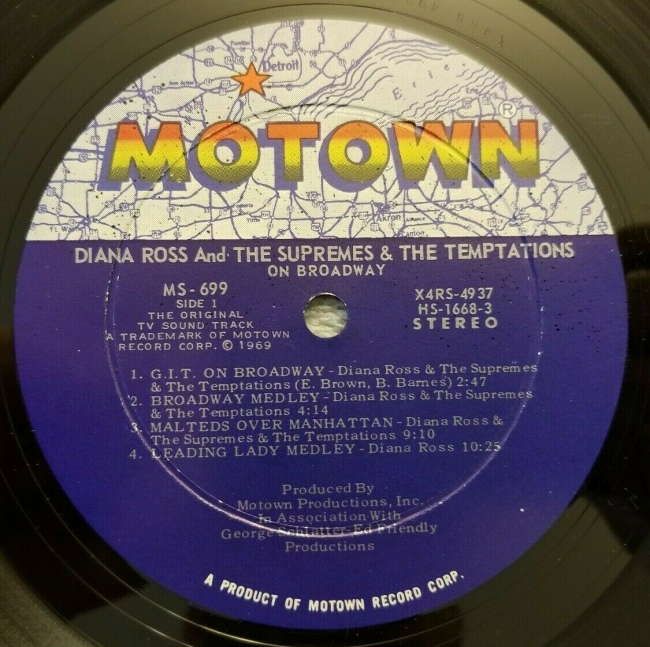 Detroit
Erie
MOTOWN®
Akron
Canton
DIANA ROSS And THE SUPREMES & THE TEMPTATIONS
ON BROADWAY
MS-699
SIDE 1
THE ORIGINAL
TV SOUND TRACK
A TRADEMARK OF MOTOWN
RECORD CORP. © 1969
X4RS-4937
HS-1668-3
STEREO
1. G.I.T. ON BROADWAY - Diana Ross & The Supremes
& The Temptations (E. Brown, B. Barnes) 2:47
2. BROADWAY MEDLEY - Diana Ross & The Supremes
& The Temptations 4:14
3. MALTEDS OVER MANHATTAN - Diana Ross &
The Supremes & The Temptations 9:10
4. LEADING LADY MEDLEY - Diana Ross 10:25
Produced By
Motown Productions, Inc.
In Association With
George Schlatter-Ed Friendly
Productions
A PRODUCT OF MOTOWN RECORD CORP.